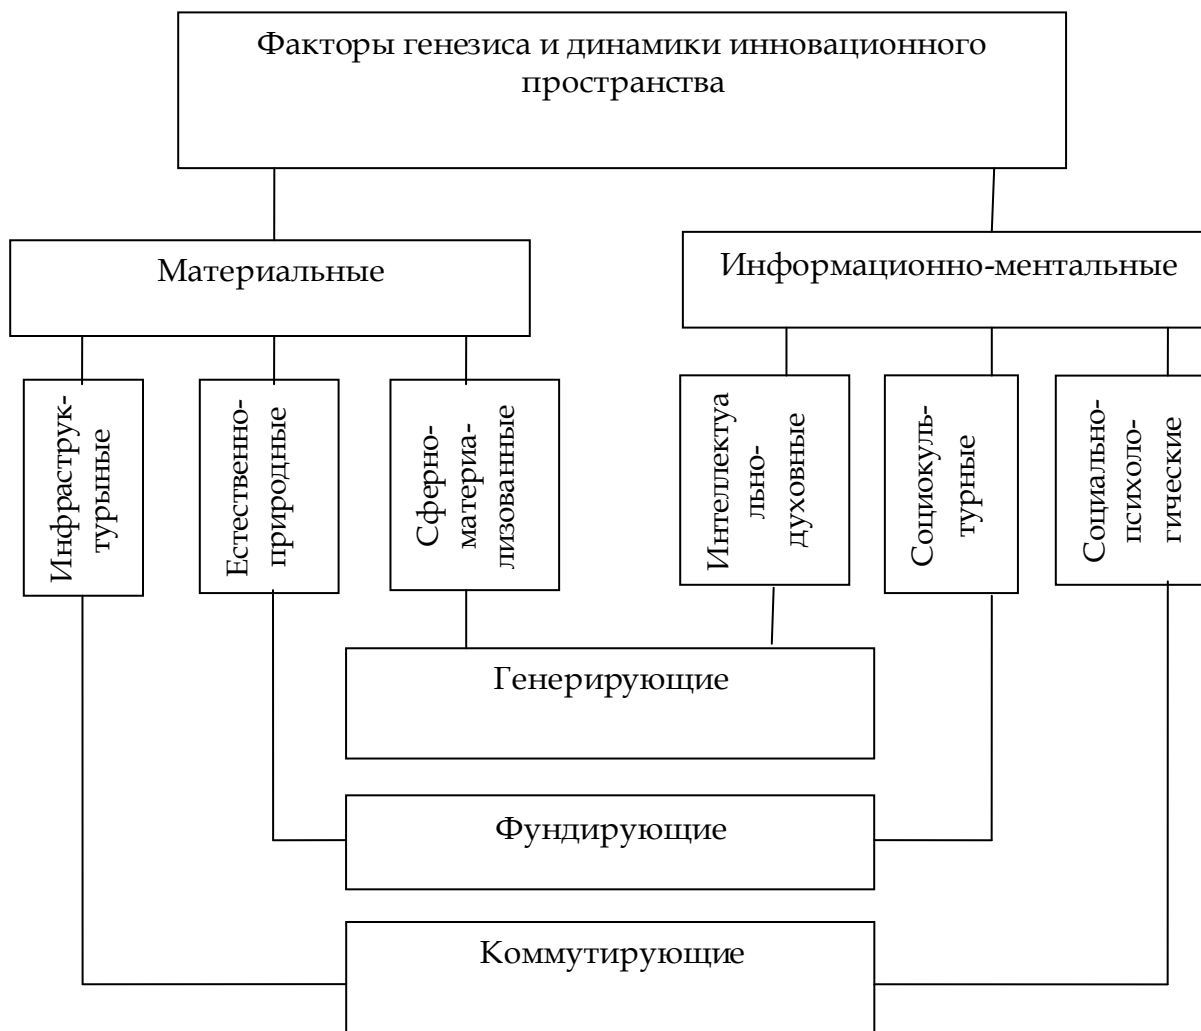 Факторы генезиса и динамики инновационного
пространства
Материальные
Информационно-ментальные
Инфраструк-
турыные
Естественно-
природные
Сферно-
материа-
лизованные
Интеллектуа
льно-
духовные
Социокуль-
турные
Социально-
психоло-
гические
Генерирующие
Фундирующие
Коммутирующие